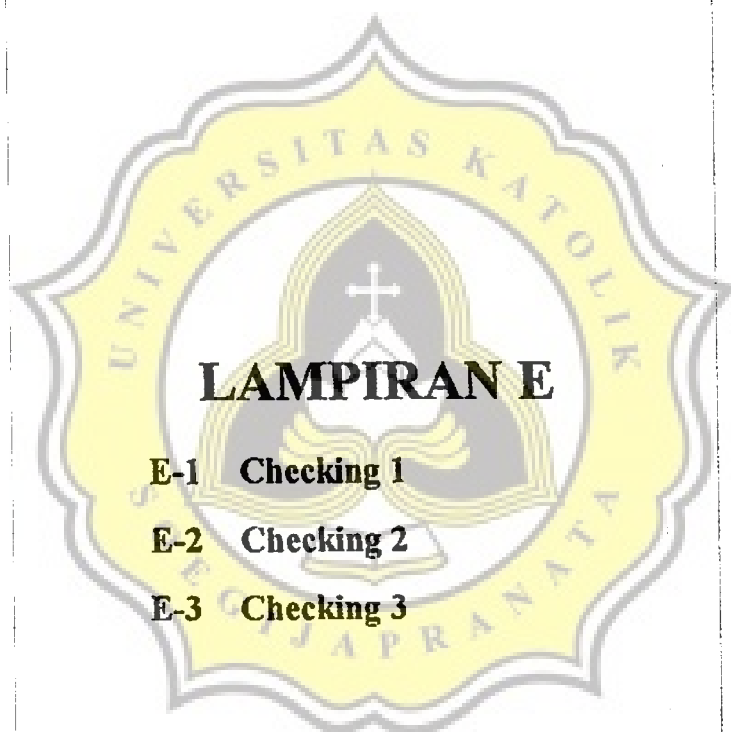 UNIVERSITAS KATOLIK
LAMPIRAN E
E-1 Checking 1
E-2 Checking 2
E-3 Checking 3
SOEGIJAPRANATA